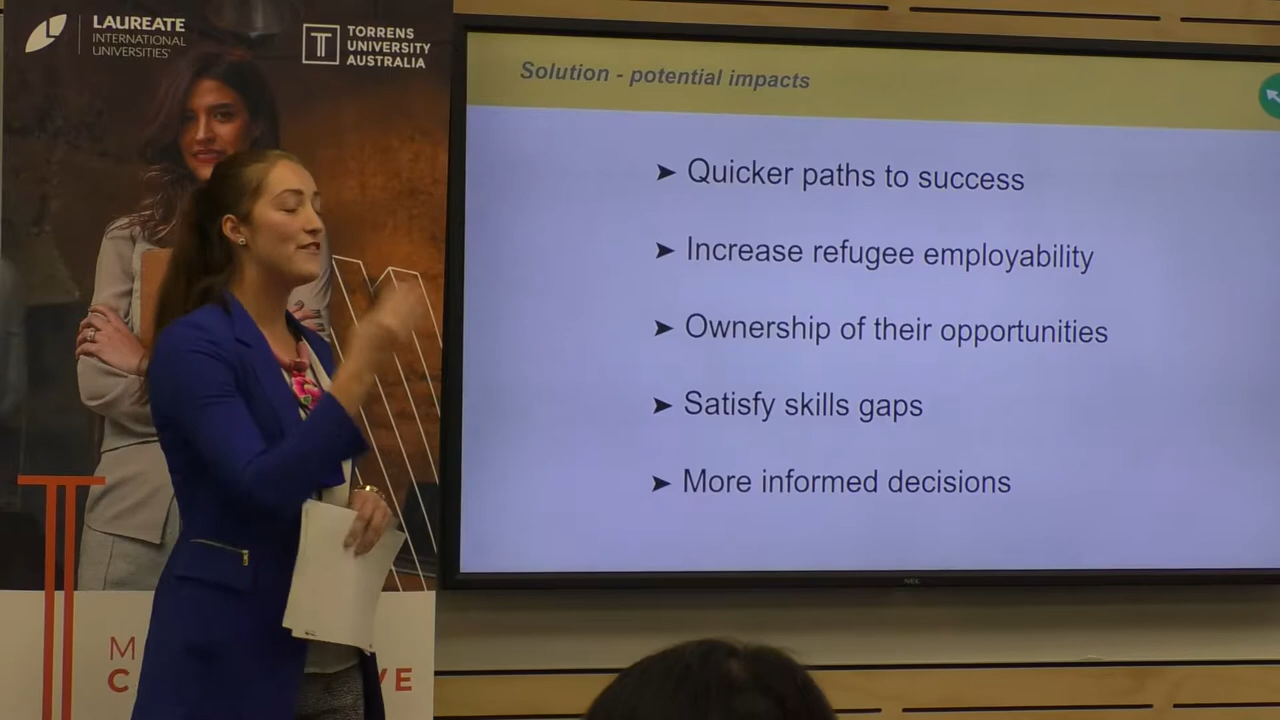 LAUREATE
INTERNATIONAL
UNIVERSITIES
TORRENS
UNIVERSITY
AUSTRALIA
Solution - potential impacts
➤ Quicker paths to success
➤ Increase refugee employability
➤ Ownership of their opportunities
➤ Satisfy skills gaps
➤ More informed decisions
NEC